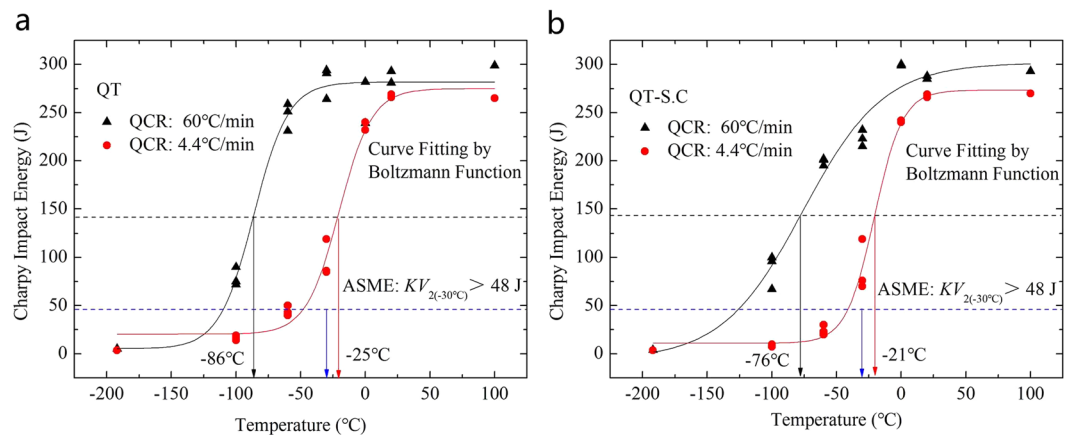 a
300
250
200
150
100
50
0
Charpy Impact Energy (J)
QT
QCR: 60℃/min
QCR: 4.4℃/min
Curve Fitting by
Boltzmann Function
ASME: KV2(-30℃) > 48 J
-86℃
-25℃
-200 -150 -100 -50 0 50 100
Temperature (℃)
b
300
250
200
150
100
50
0
Charpy Impact Energy (J)
QT-S.C
QCR: 60℃/min
QCR: 4.4℃/min
Curve Fitting by
Boltzmann Function
ASME: KV2(-30℃) > 48 J
-76℃
-21℃
-200 -150 -100 -50 0 50 100
Temperature (℃)